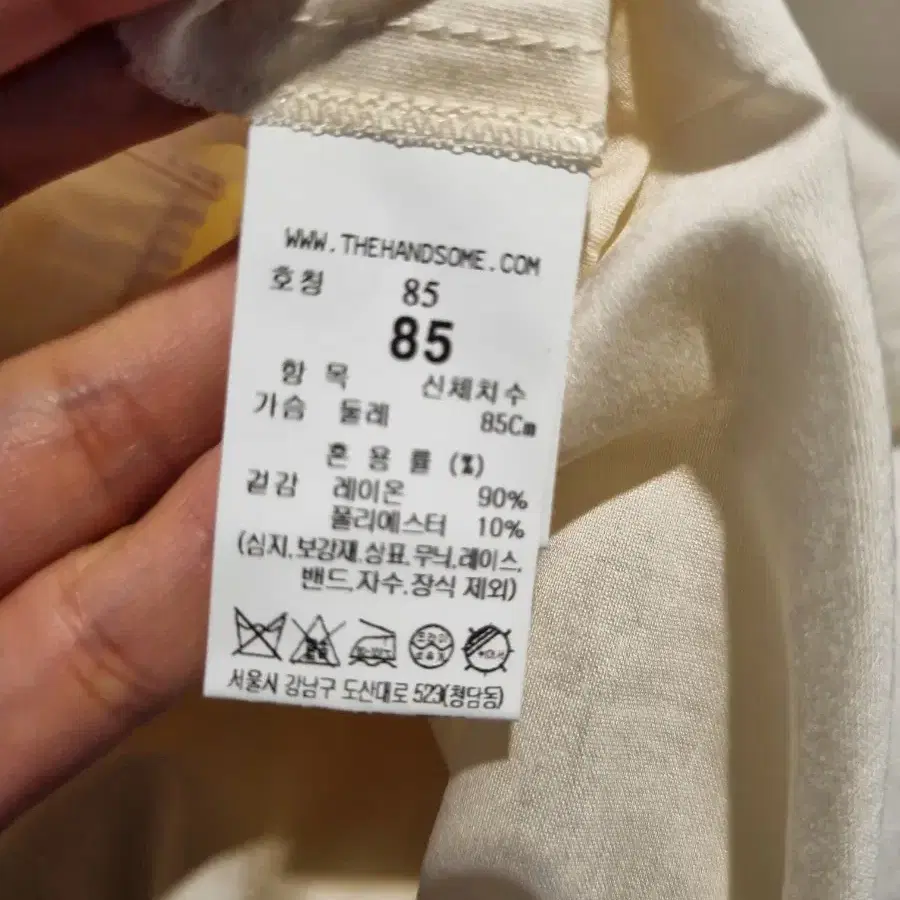 WWW.THEHANDSOME.COM
호칭 85
85
항 목 신체치수
가슴 둘레 85Cm
혼 용 률 (%)
겉감 레이온 90%
폴리에스터 10%
(심지.보강재.상표.무늬.레이스.
밴드.자수.장식 제외)
서울시 강남구 도산대로 523(청담동)